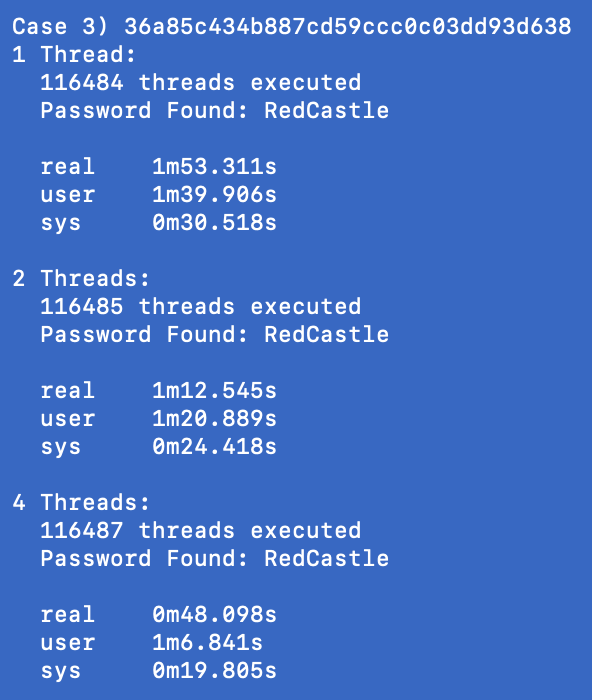 Case 3) 36a85c434b887cd59ccc0c03dd93d638
1 Thread:
116484 threads executed
Password Found: RedCastle
real 1m53.311s
user 1m39.906s
sys 0m30.518s
2 Threads:
116485 threads executed
Password Found: RedCastle
real 1m12.545s
user 1m20.889s
sys 0m24.418s
4 Threads:
116487 threads executed
Password Found: RedCastle
real 0m48.098s
user 1m6.841s
sys 0m19.805s